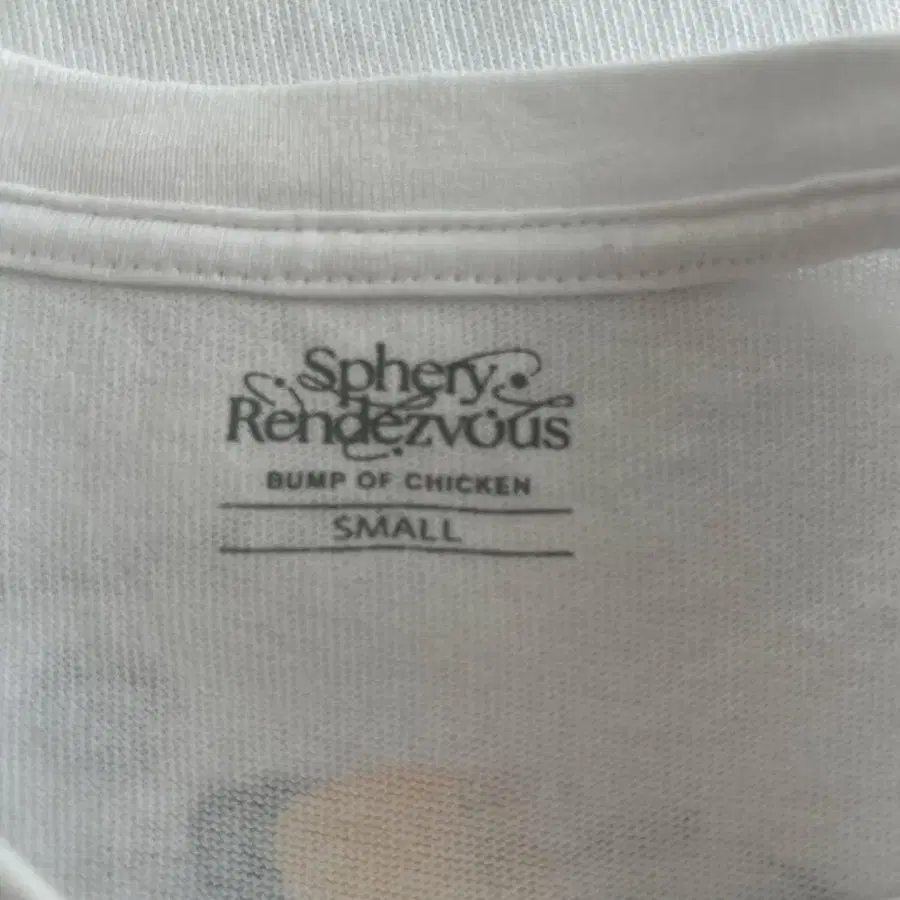 Sphery
Rendezvous
BUMP OF CHICKEN
SMALL